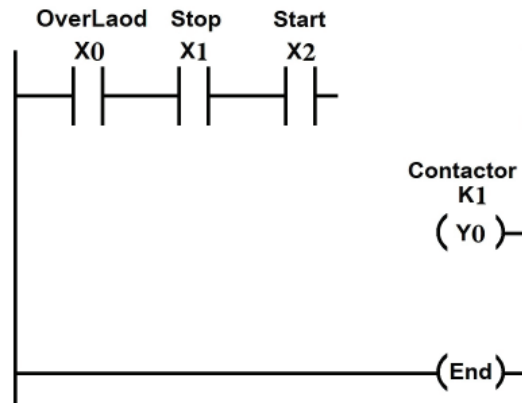 OverLaod Stop Start
X0 X1 X2
Contactor
K1
Y0
End